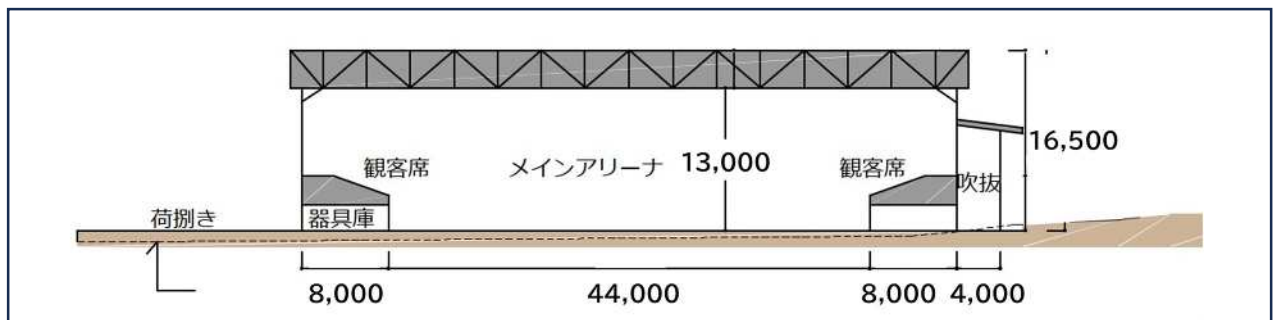 16,500
観客席
メインアリーナ
13,000
観客席
吹抜
荷捌き
器具庫
8,000
44,000
8,000
4,000